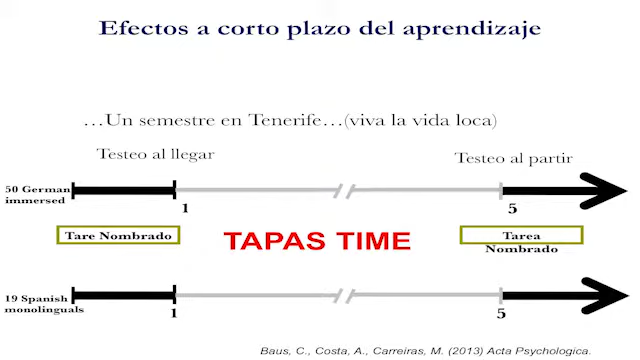 Efectos a corto plazo del aprendizaje
…Un semestre en Tenerife…(viva la vida loca)
Testeo al llegar
Testeo al partir
50 German
immersed
1
5
Tare Nombrado
TAPAS TIME
Tarea
Nombrado
19 Spanish
monolinguals
1
5
Baus, C., Costa, A., Carreiras, M. (2013) Acta Psychologica.